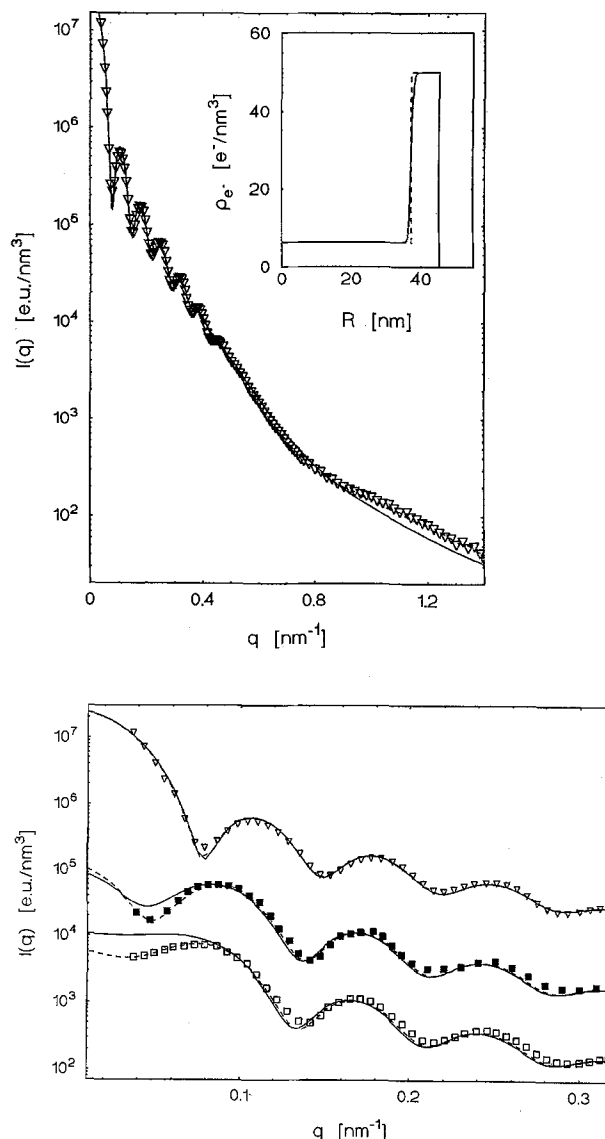 10⁷
10⁶
10⁵
10⁴
10³
10²
I(q) [e.u./nm³]
60
40
20
0
ρe- [e⁻/nm³]
0 20 40
R [nm]
0 0.4 0.8 1.2
q [nm⁻¹]
10⁷
10⁶
10⁵
10⁴
10³
10²
I(q) [e.u./nm³]
0.1 0.2 0.3
q [nm⁻¹]